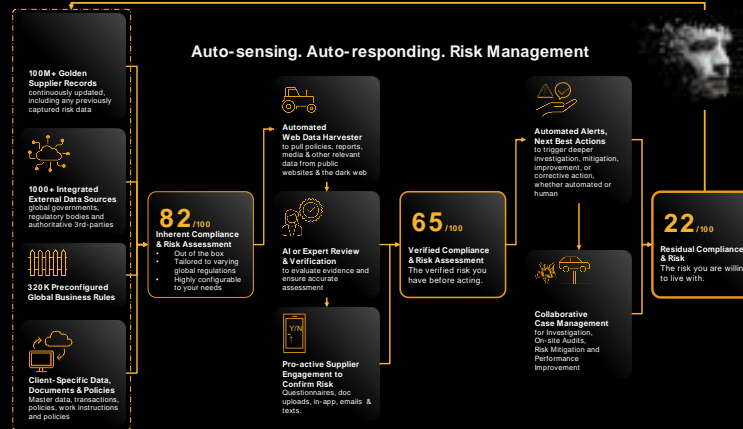 Auto-sensing. Auto-responding. Risk Management
100M+ Golden
Supplier Records
continuously updated,
including any previously
captured risk data
1000+ Integrated
External Data Sources
global governments,
regulatory bodies and
authoritative 3rd-parties
320K Preconfigured
Global Business Rules
Client-Specific Data,
Documents & Policies
Master data, transactions,
policies, work instructions
and policies
82/100
Inherent Compliance
& Risk Assessment
• Out of the box
• Tailored to varying
global regulations
• Highly configurable
to your needs
Automated
Web Data Harvester
to pull policies, reports,
media & other relevant
data from public
websites & the dark web
AI or Expert Review
& Verification
to evaluate evidence and
ensure accurate
assessment
Y/N
Pro-active Supplier
Engagement to
Confirm Risk
Questionnaires, doc
uploads, in-app, emails &
texts.
65/100
Verified Compliance
& Risk Assessment
The verified risk you
have before acting.
Automated Alerts,
Next Best Actions
to trigger deeper
investigation, mitigation,
improvement, or
corrective action,
whether automated or
human
Collaborative
Case Management
for Investigation,
On-site Audits,
Risk Mitigation and
Performance
Improvement
22/100
Residual Compliance
& Risk
The risk you are willin
to live with.